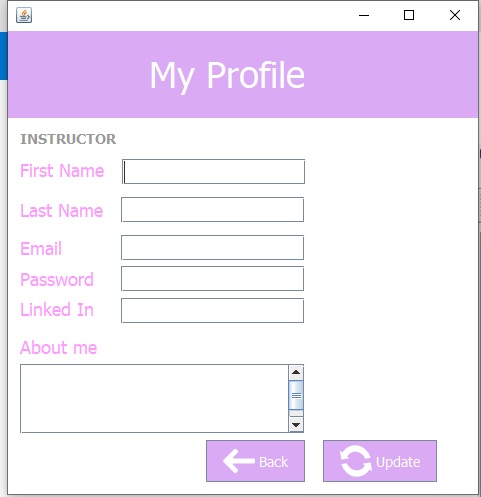 My Profile
INSTRUCTOR
First Name
Last Name
Email
Password
Linked In
About me
Back
Update